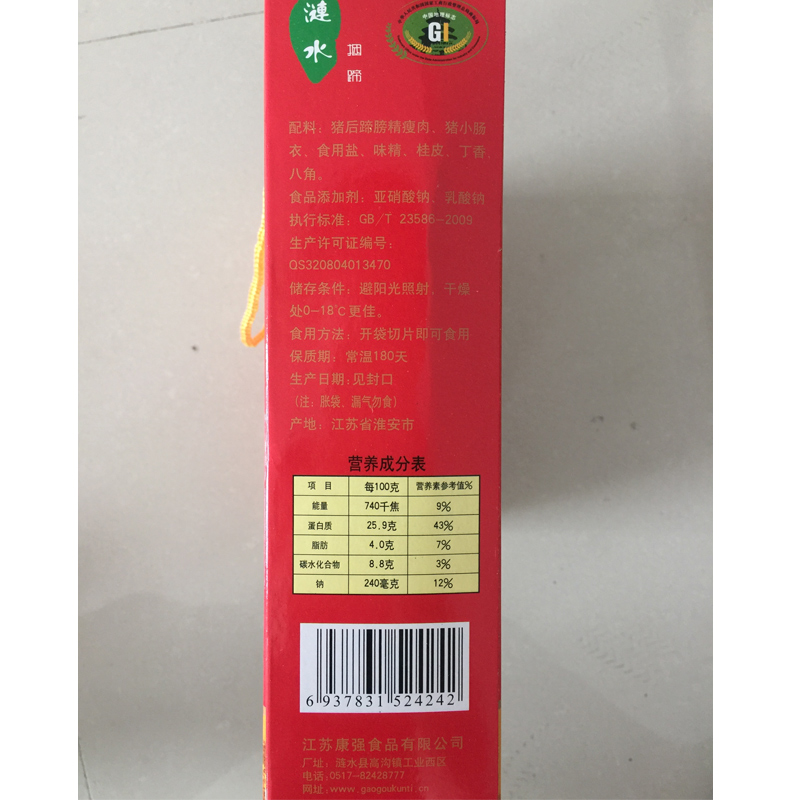 涟水
捆蹄
中国地理标志
GI
配料：猪后蹄膀精瘦肉、猪小肠
衣、食用盐、味精、桂皮、丁香、
八角。
食品添加剂：亚硝酸钠、乳酸钠
执行标准：GB/T 23586-2009
生产许可证编号：
QS320804013470
储存条件：避阳光照射、干燥·
处0-18℃更佳。
食用方法：开袋切片即可食用
保质期：常温180天
生产日期：见封口
（注：胀袋、漏气勿食）
产地：江苏省淮安市
营养成分表
项 目 每100克 营养素参考值%
能量 740千焦 9%
蛋白质 25.9克 43%
脂肪 4.0克 7%
碳水化合物 8.8克 3%
钠 240毫克 12%
6 937831 524242
江苏康强食品有限公司
厂址：涟水县高沟镇工业西区
电话：0517-82428777
网址：www.gaogoukunti.com